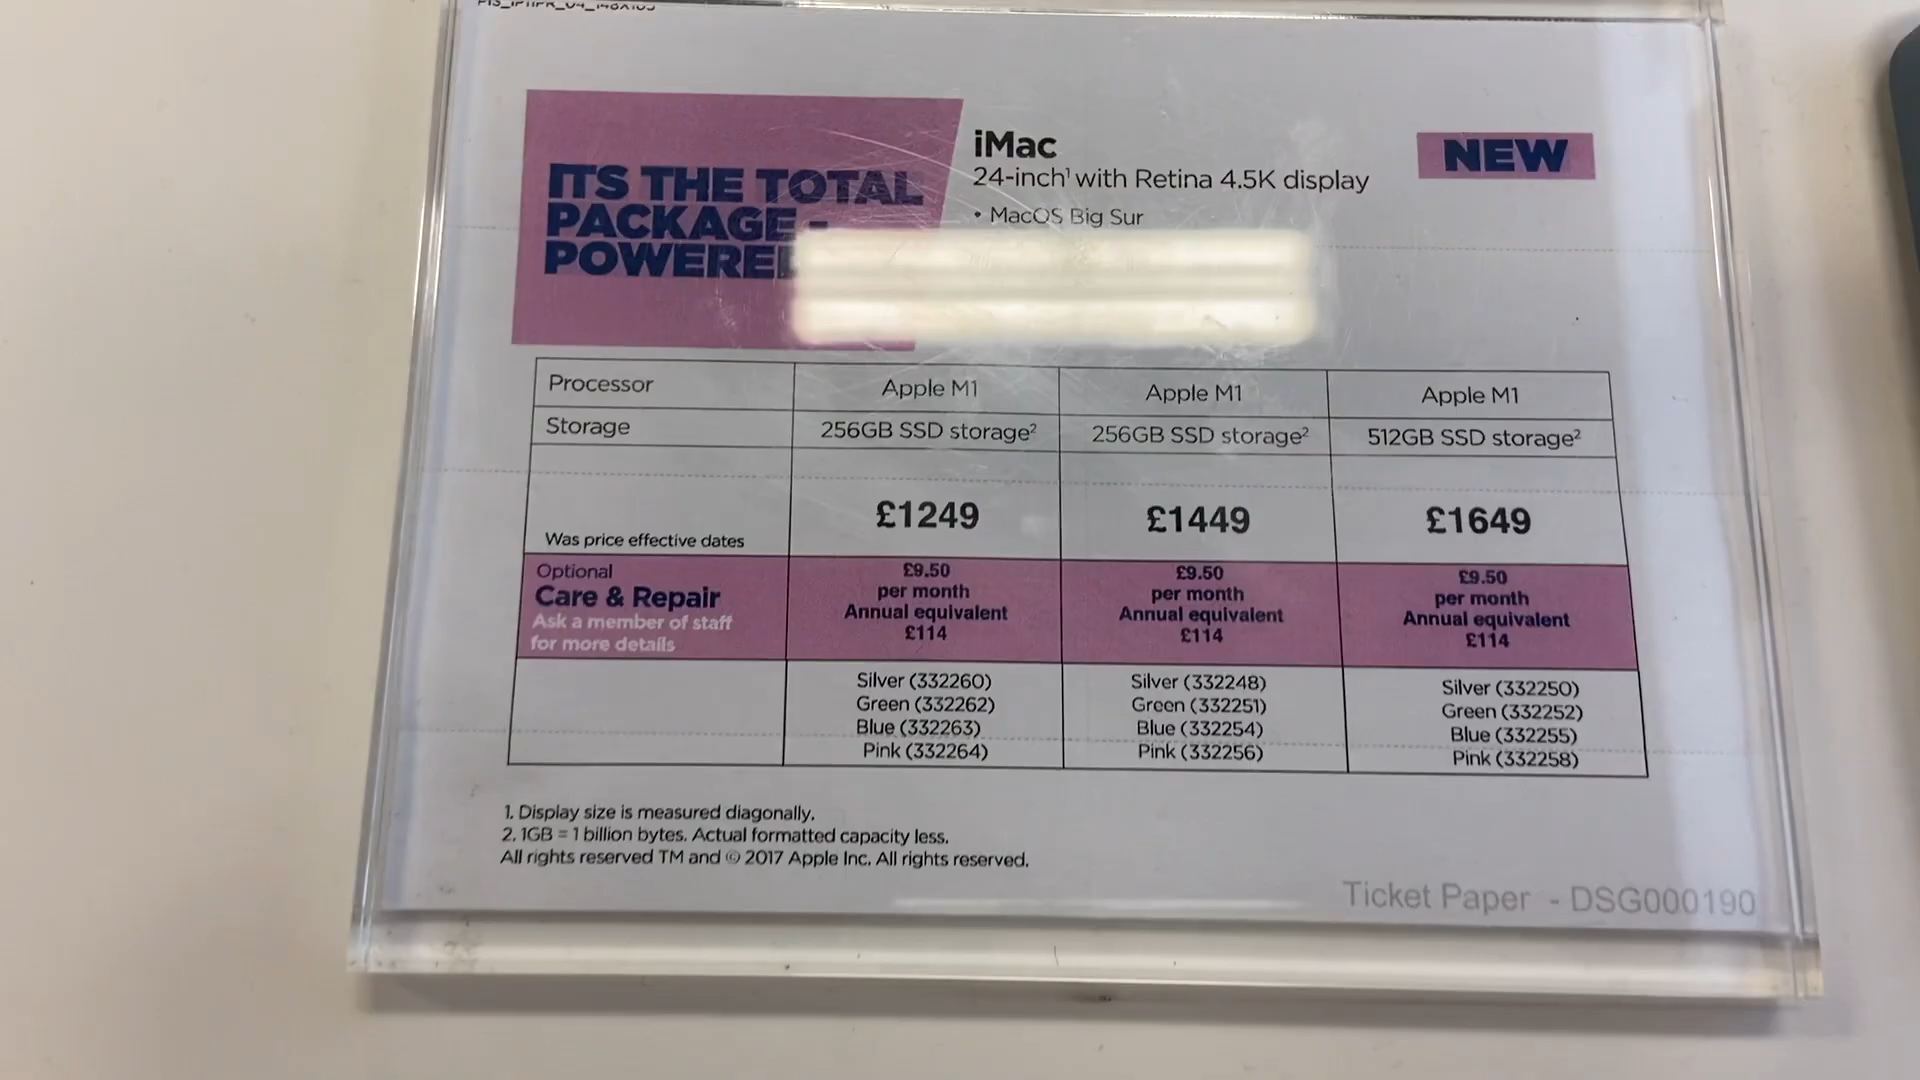 ITS THE TOTAL
PACKAGE -
iMac
24-inch¹ with Retina 4.5K display
• MacOS Big Sur
NEW
Processor Apple M1 Apple M1 Apple M1
Storage 256GB SSD storage² 256GB SSD storage² 512GB SSD storage²
£1249 £1449 £1649
Was price effective dates
Optional
Care & Repair
Ask a member of staff
for more details
£9.50
per month
Annual equivalent
£114
£9.50
per month
Annual equivalent
£114
£9.50
per month
Annual equivalent
£114
Silver (332260)
Green (332262)
Blue (332263)
Pink (332264)
Silver (332248)
Green (332251)
Blue (332254)
Pink (332256)
Silver (332250)
Green (332252)
Blue (332255)
Pink (332258)
1. Display size is measured diagonally.
2. 1GB = 1 billion bytes. Actual formatted capacity less.
All rights reserved TM and © 2017 Apple Inc. All rights reserved.
Ticket Paper - DSG000190